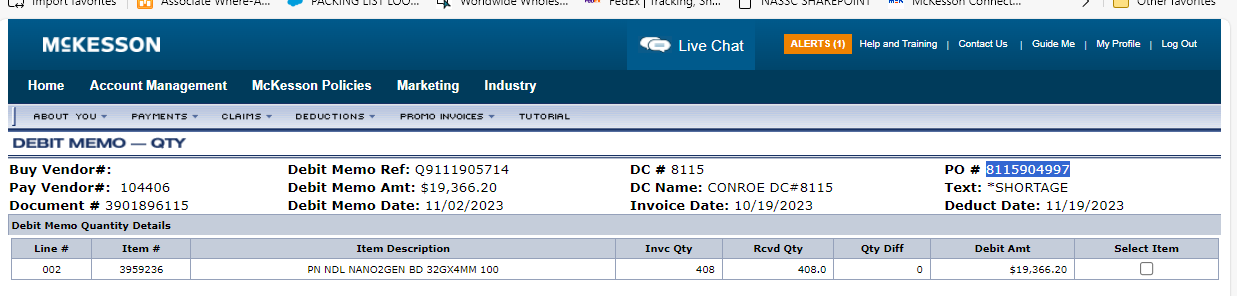 Import favorites Associate Where-A... PACKING LIST LOO... Worldwide Wholes... FedEx | Tracking, Sh... NASSC SHAREPOINT McKesson Connect... Other favorites
MCKESSON Live Chat ALERTS (1) Help and Training | Contact Us | Guide Me | My Profile | Log Out
Home Account Management McKesson Policies Marketing Industry
ABOUT YOU PAYMENTS CLAIMS DEDUCTIONS PROMO INVOICES TUTORIAL
DEBIT MEMO — QTY
Buy Vendor#: Debit Memo Ref: Q9111905714 DC # 8115 PO # 8115904997
Pay Vendor#: 104406 Debit Memo Amt: $19,366.20 DC Name: CONROE DC#8115 Text: *SHORTAGE
Document # 3901896115 Debit Memo Date: 11/02/2023 Invoice Date: 10/19/2023 Deduct Date: 11/19/2023
Debit Memo Quantity Details
Line # Item # Item Description Invc Qty Rcvd Qty Qty Diff Debit Amt Select Item
002 3959236 PN NDL NANO2GEN BD 32GX4MM 100 408 408.0 0 $19,366.20